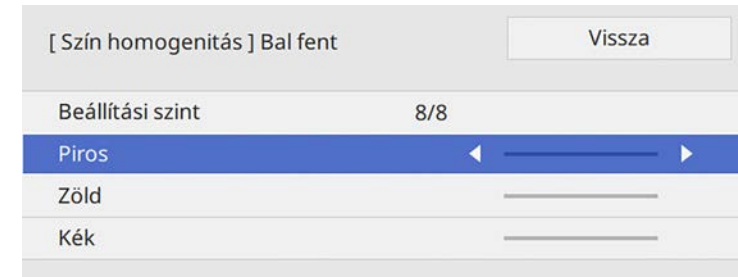 [ Szín homogenitás ] Bal fent
Vissza
Beállítási szint 8/8
Piros
Zöld
Kék